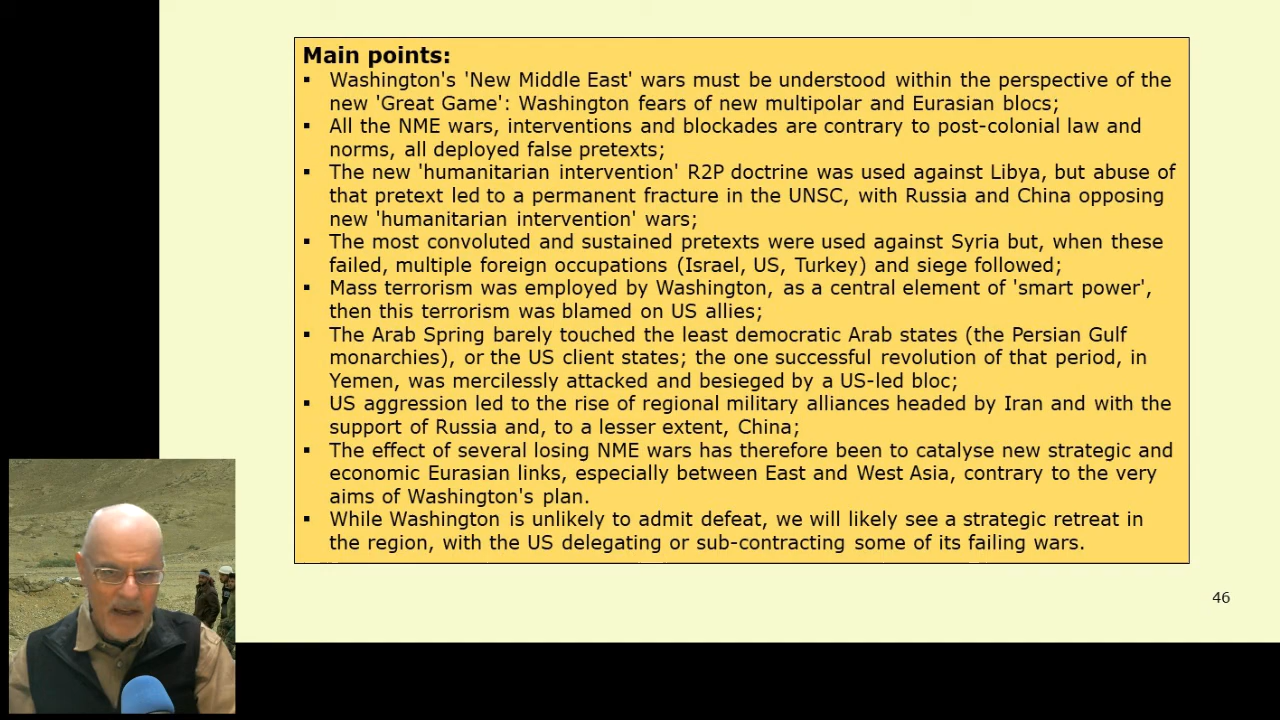 Main points:
▪ Washington's 'New Middle East' wars must be understood within the perspective of the
new 'Great Game': Washington fears of new multipolar and Eurasian blocs;
▪ All the NME wars, interventions and blockades are contrary to post-colonial law and
norms, all deployed false pretexts;
▪ The new 'humanitarian intervention' R2P doctrine was used against Libya, but abuse of
that pretext led to a permanent fracture in the UNSC, with Russia and China opposing
new 'humanitarian intervention' wars;
▪ The most convoluted and sustained pretexts were used against Syria but, when these
failed, multiple foreign occupations (Israel, US, Turkey) and siege followed;
▪ Mass terrorism was employed by Washington, as a central element of 'smart power',
then this terrorism was blamed on US allies;
▪ The Arab Spring barely touched the least democratic Arab states (the Persian Gulf
monarchies), or the US client states; the one successful revolution of that period, in
Yemen, was mercilessly attacked and besieged by a US-led bloc;
▪ US aggression led to the rise of regional military alliances headed by Iran and with the
support of Russia and, to a lesser extent, China;
▪ The effect of several losing NME wars has therefore been to catalyse new strategic and
economic Eurasian links, especially between East and West Asia, contrary to the very
aims of Washington's plan.
▪ While Washington is unlikely to admit defeat, we will likely see a strategic retreat in
the region, with the US delegating or sub-contracting some of its failing wars.
46